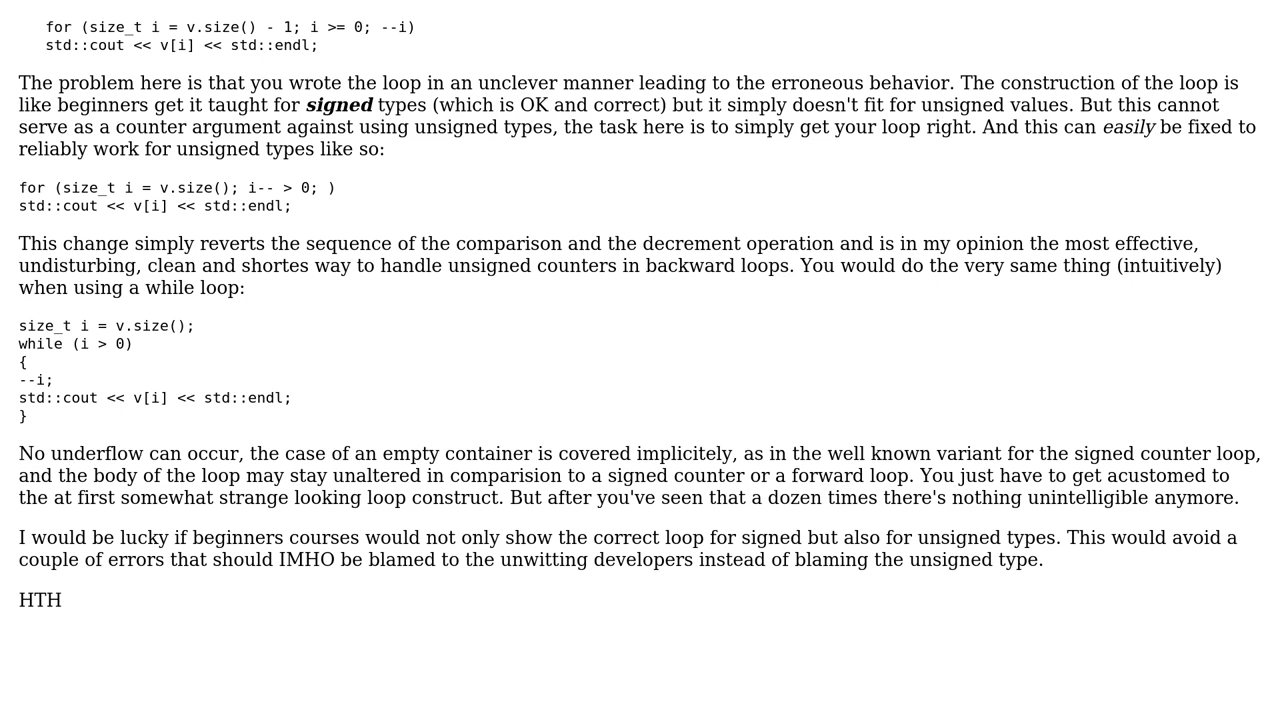 for (size_t i = v.size() - 1; i >= 0; --i)
std::cout << v[i] << std::endl;
The problem here is that you wrote the loop in an unclever manner leading to the erroneous behavior. The construction of the loop is
like beginners get it taught for signed types (which is OK and correct) but it simply doesn't fit for unsigned values. But this cannot
serve as a counter argument against using unsigned types, the task here is to simply get your loop right. And this can easily be fixed to
reliably work for unsigned types like so:
for (size_t i = v.size(); i-- > 0; )
std::cout << v[i] << std::endl;
This change simply reverts the sequence of the comparison and the decrement operation and is in my opinion the most effective,
undisturbing, clean and shortes way to handle unsigned counters in backward loops. You would do the very same thing (intuitively)
when using a while loop:
size_t i = v.size();
while (i > 0)
{
--i;
std::cout << v[i] << std::endl;
}
No underflow can occur, the case of an empty container is covered implicitely, as in the well known variant for the signed counter loop,
and the body of the loop may stay unaltered in comparision to a signed counter or a forward loop. You just have to get acustomed to
the at first somewhat strange looking loop construct. But after you've seen that a dozen times there's nothing unintelligible anymore.
I would be lucky if beginners courses would not only show the correct loop for signed but also for unsigned types. This would avoid a
couple of errors that should IMHO be blamed to the unwitting developers instead of blaming the unsigned type.
HTH